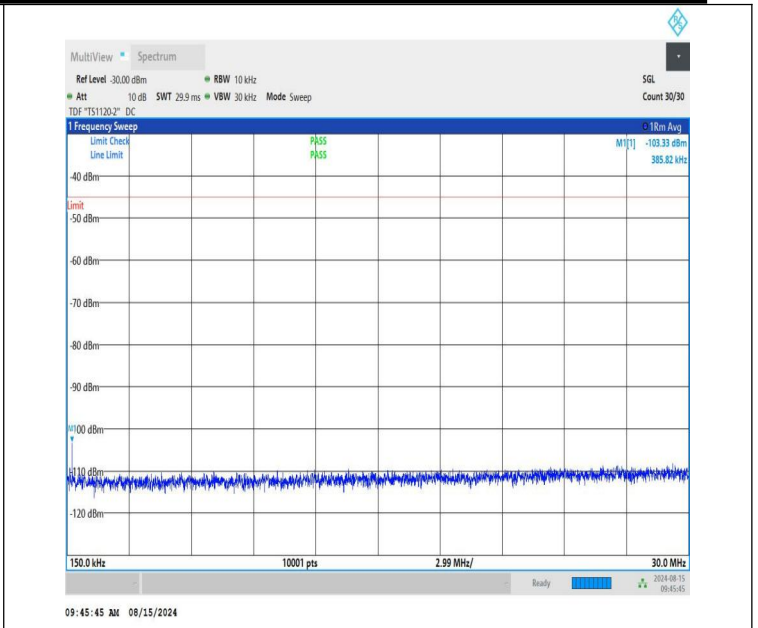 MultiView Spectrum
Ref Level -30.00 dBm RBW 10 kHz SGL
Att 10 dB SWT 29.9 ms VBW 30 kHz Mode Sweep Count 30/30
TDF "TS1120-2" DC
1 Frequency Sweep 1Rm Avg
Limit Check PASS M1[1] -103.33 dBm
Line Limit PASS 385.82 kHz
-40 dBm
Limit
-50 dBm
-60 dBm
-70 dBm
-80 dBm
-90 dBm
M1
-100 dBm
-110 dBm
-120 dBm
150.0 kHz 10001 pts 2.99 MHz/ 30.0 MHz
Ready 2024-08-15
09:45:45
09:45:45 AM 08/15/2024